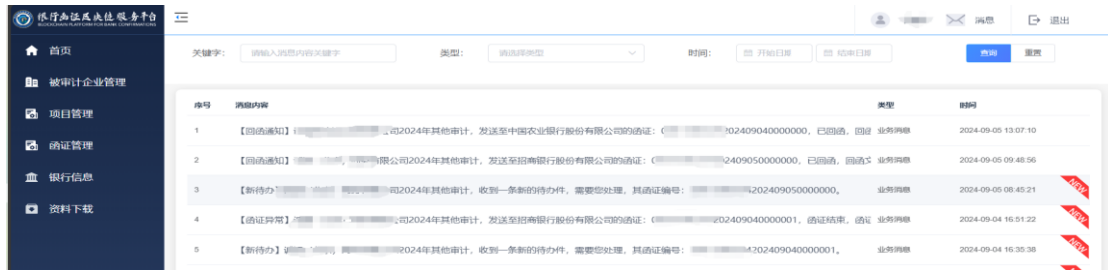 银行函证区块链服务平台
BLOCKCHAIN PLATFORM FOR BANK CONFIRMATIONS
消息 退出
首页
被审计企业管理
项目管理
函证管理
银行信息
资料下载
关键字: 请输入消息内容关键字 类型: 请选择类型 时间: 开始日期 结束日期 查询 重置
序号 消息内容 类型 时间
1 【回函通知】 司2024年其他审计，发送至中国农业银行股份有限公司的函证： 202409040000000，已回函，回函 业务消息 2024-09-05 13:07:10
2 【回函通知】 有限公司2024年其他审计，发送至招商银行股份有限公司的函证： 2409050000000，已回函，回函文 业务消息 2024-09-05 09:48:56
3 【新待办】 司2024年其他审计，收到一条新的待办件，需要您处理，其函证编号： 202409050000000。 业务消息 2024-09-05 08:45:21 NEW
4 【函证异常】 司2024年其他审计，发送至招商银行股份有限公司的函证： 202409040000001，函证结束，函证 业务消息 2024-09-04 16:51:22 NEW
5 【新待办】 2024年其他审计，收到一条新的待办件，需要您处理，其函证编号： 4202409040000001。 业务消息 2024-09-04 16:35:38 NEW